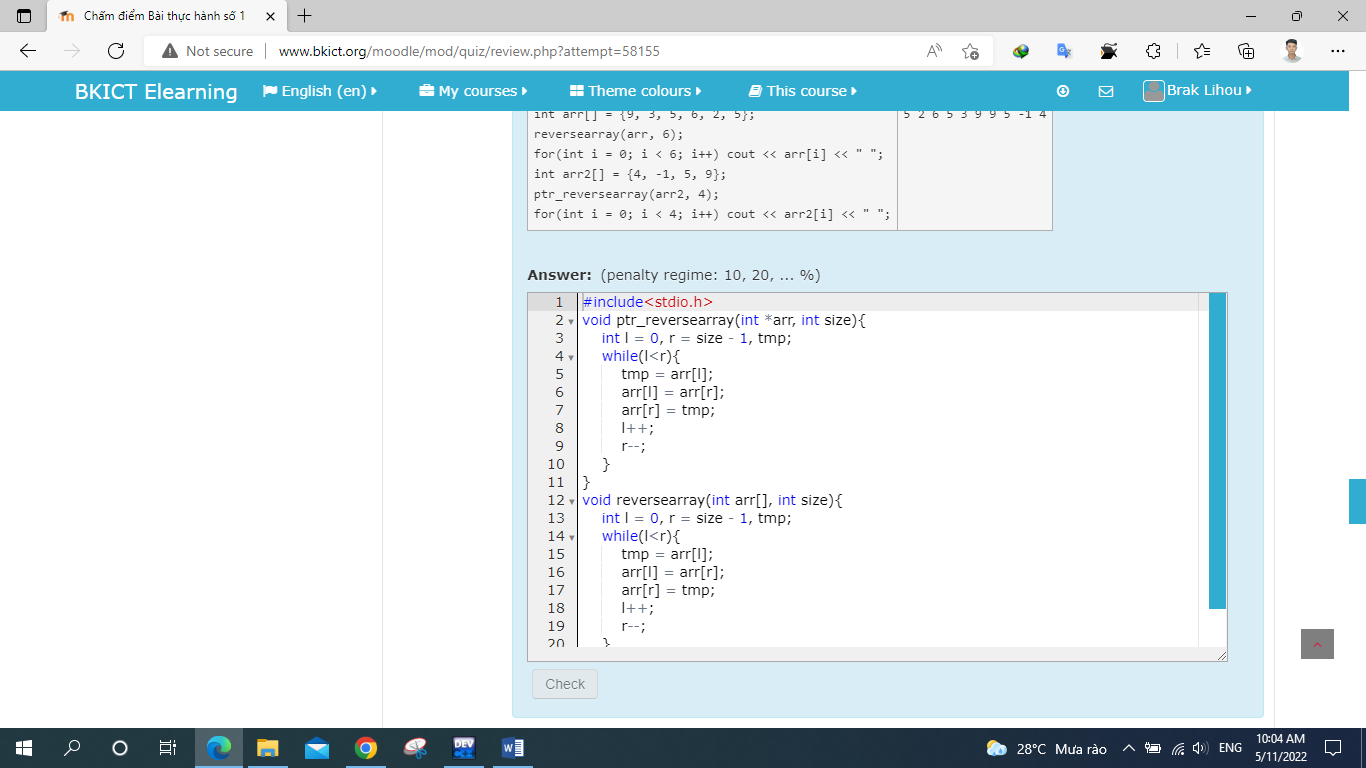 Chấm điểm Bài thực hành số 1
Not secure www.bkict.org/moodle/mod/quiz/review.php?attempt=58155
BKICT Elearning English (en) My courses Theme colours This course Brak Lihou
int arr[] = {9, 3, 5, 6, 2, 5}; 5 2 6 5 3 9 9 5 -1 4
reversearray(arr, 6);
for(int i = 0; i < 6; i++) cout << arr[i] << " ";
int arr2[] = {4, -1, 5, 9};
ptr_reversearray(arr2, 4);
for(int i = 0; i < 4; i++) cout << arr2[i] << " ";
Answer: (penalty regime: 10, 20, ... %)
1 #include<stdio.h>
2 void ptr_reversearray(int *arr, int size){
3 int l = 0, r = size - 1, tmp;
4 while(l<r){
5 tmp = arr[l];
6 arr[l] = arr[r];
7 arr[r] = tmp;
8 l++;
9 r--;
10 }
11 }
12 void reversearray(int arr[], int size){
13 int l = 0, r = size - 1, tmp;
14 while(l<r){
15 tmp = arr[l];
16 arr[l] = arr[r];
17 arr[r] = tmp;
18 l++;
19 r--;
20 }
Check
DEV
28°C Mưa rào ENG 10:04 AM
5/11/2022